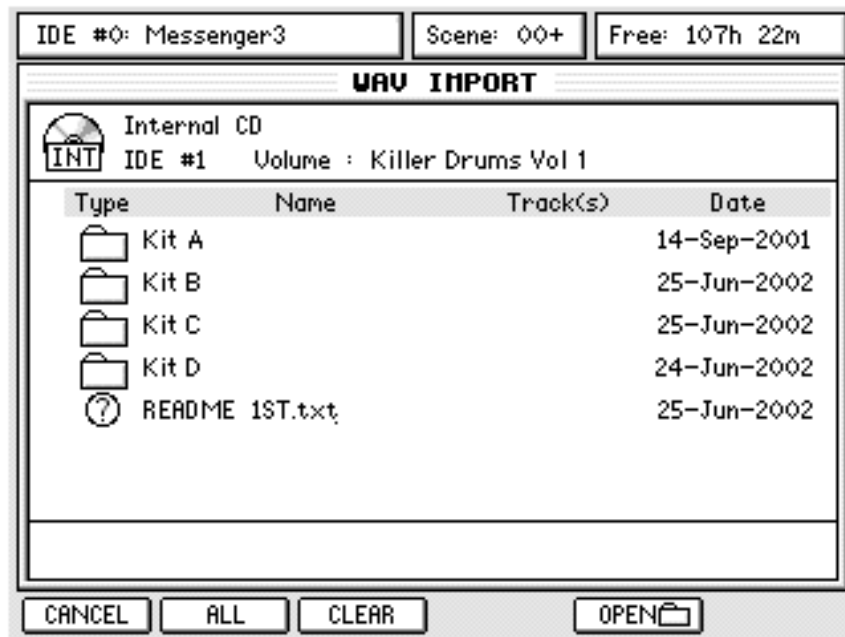 IDE #0: Messenger3 Scene: 00+ Free: 107h 22m
WAV IMPORT
Internal CD
INT IDE #1 Volume : Killer Drums Vol 1
Type Name Track(s) Date
Kit A 14-Sep-2001
Kit B 25-Jun-2002
Kit C 25-Jun-2002
Kit D 24-Jun-2002
? README 1ST.txt 25-Jun-2002
CANCEL ALL CLEAR OPEN